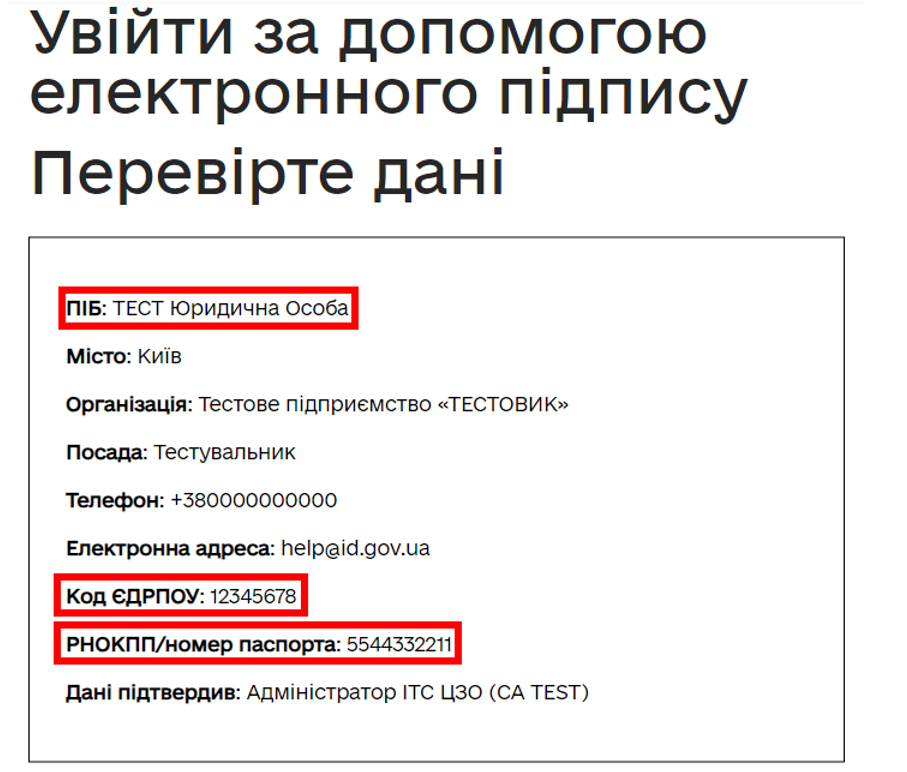 Увійти за допомогою
електронного підпису
Перевірте дані
ПІБ: ТЕСТ Юридична Особа
Місто: Київ
Організація: Тестове підприємство «ТЕСТОВИК»
Посада: Тестувальник
Телефон: +380000000000
Електронна адреса: help@id.gov.ua
Код ЄДРПОУ: 12345678
РНОКПП/номер паспорта: 5544332211
Дані підтвердив: Адміністратор ІТС ЦЗО (CA TEST)